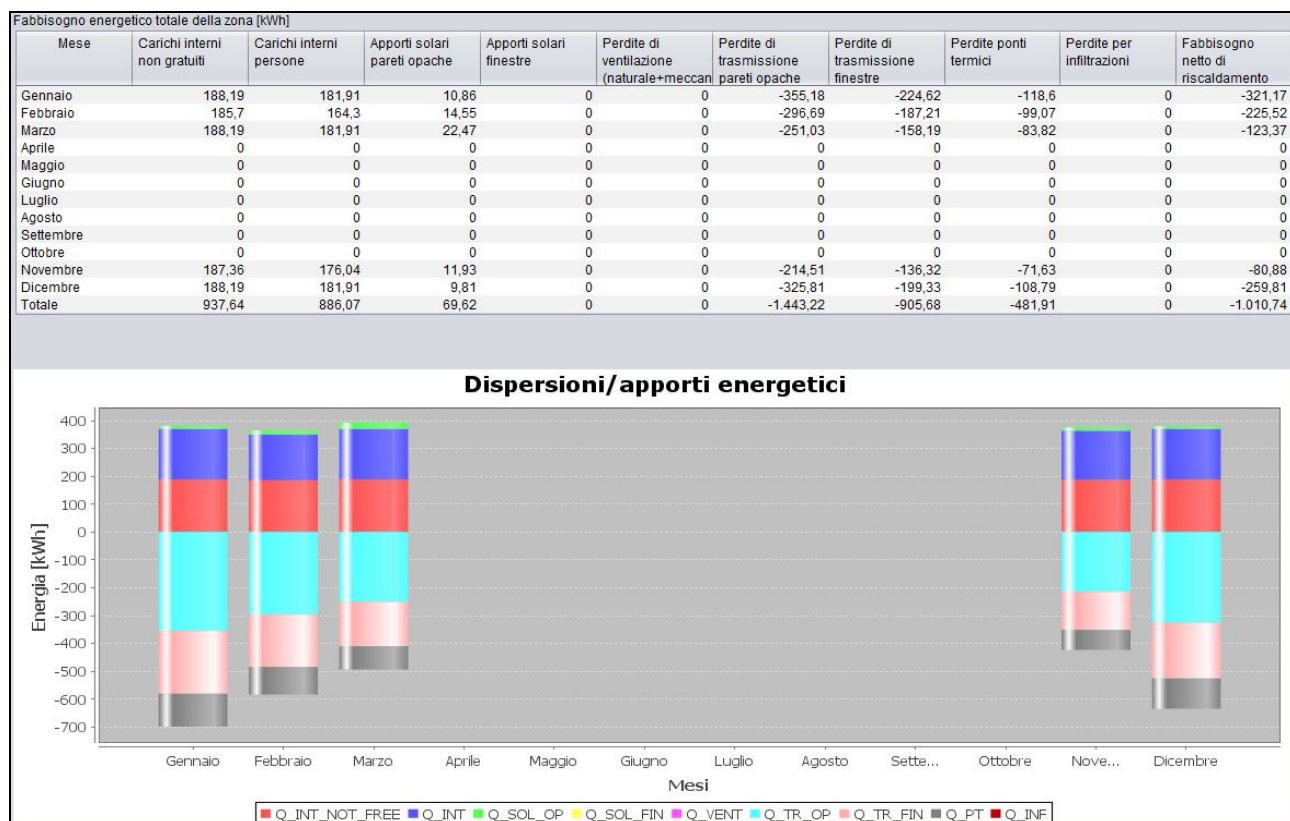 Fabbisogno energetico totale della zona [kWh]
Mese Carichi interni non gratuiti Carichi interni persone Apporti solari pareti opache Apporti solari finestre Perdite di ventilazione (naturale+meccan Perdite di trasmissione pareti opache Perdite di trasmissione finestre Perdite ponti termici Perdite per infiltrazioni Fabbisogno netto di riscaldamento
Gennaio 188,19 181,91 10,86 0 0 -355,18 -224,62 -118,6 0 -321,17
Febbraio 185,7 164,3 14,55 0 0 -296,69 -187,21 -99,07 0 -225,52
Marzo 188,19 181,91 22,47 0 0 -251,03 -158,19 -83,82 0 -123,37
Aprile 0 0 0 0 0 0 0 0 0 0
Maggio 0 0 0 0 0 0 0 0 0 0
Giugno 0 0 0 0 0 0 0 0 0 0
Luglio 0 0 0 0 0 0 0 0 0 0
Agosto 0 0 0 0 0 0 0 0 0 0
Settembre 0 0 0 0 0 0 0 0 0 0
Ottobre 0 0 0 0 0 0 0 0 0 0
Novembre 187,36 176,04 11,93 0 0 -214,51 -136,32 -71,63 0 -80,88
Dicembre 188,19 181,91 9,81 0 0 -325,81 -199,33 -108,79 0 -259,81
Totale 937,64 886,07 69,62 0 0 -1.443,22 -905,68 -481,91 0 -1.010,74
Dispersioni/apporti energetici
Energia [kWh]
400
300
200
100
0
-100
-200
-300
-400
-500
-600
-700
Gennaio Febbraio Marzo Aprile Maggio Giugno Luglio Agosto Sette... Ottobre Nove... Dicembre
Mesi
Q_INT_NOT_FREE Q_INT Q_SOL_OP Q_SOL_FIN Q_VENT Q_TR_OP Q_TR_FIN Q_PT Q_INF